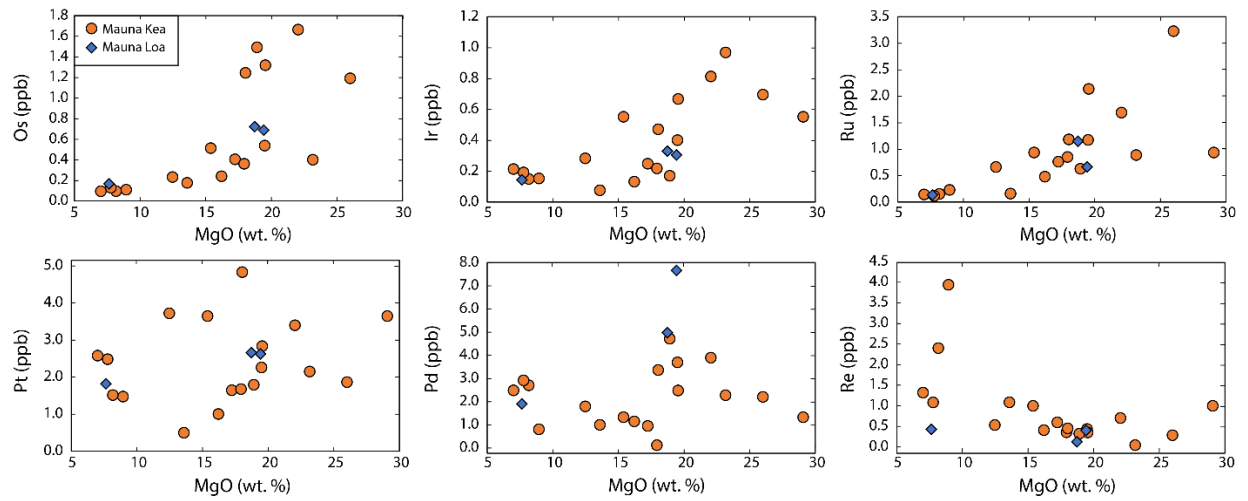 Mauna Kea
Mauna Loa
Os (ppb)
1.8
1.6
1.4
1.2
1.0
0.8
0.6
0.4
0.2
0.0
5 10 15 20 25 30
MgO (wt. %)
Ir (ppb)
1.2
1.0
0.8
0.6
0.4
0.2
0.0
5 10 15 20 25 30
MgO (wt. %)
Ru (ppb)
3.5
3.0
2.5
2.0
1.5
1.0
0.5
0.0
5 10 15 20 25 30
MgO (wt. %)
Pt (ppb)
5.0
4.0
3.0
2.0
1.0
0.0
5 10 15 20 25 30
MgO (wt. %)
Pd (ppb)
8.0
7.0
6.0
5.0
4.0
3.0
2.0
1.0
0.0
5 10 15 20 25 30
MgO (wt. %)
Re (ppb)
4.5
4.0
3.5
3.0
2.5
2.0
1.5
1.0
0.5
0.0
5 10 15 20 25 30
MgO (wt. %)